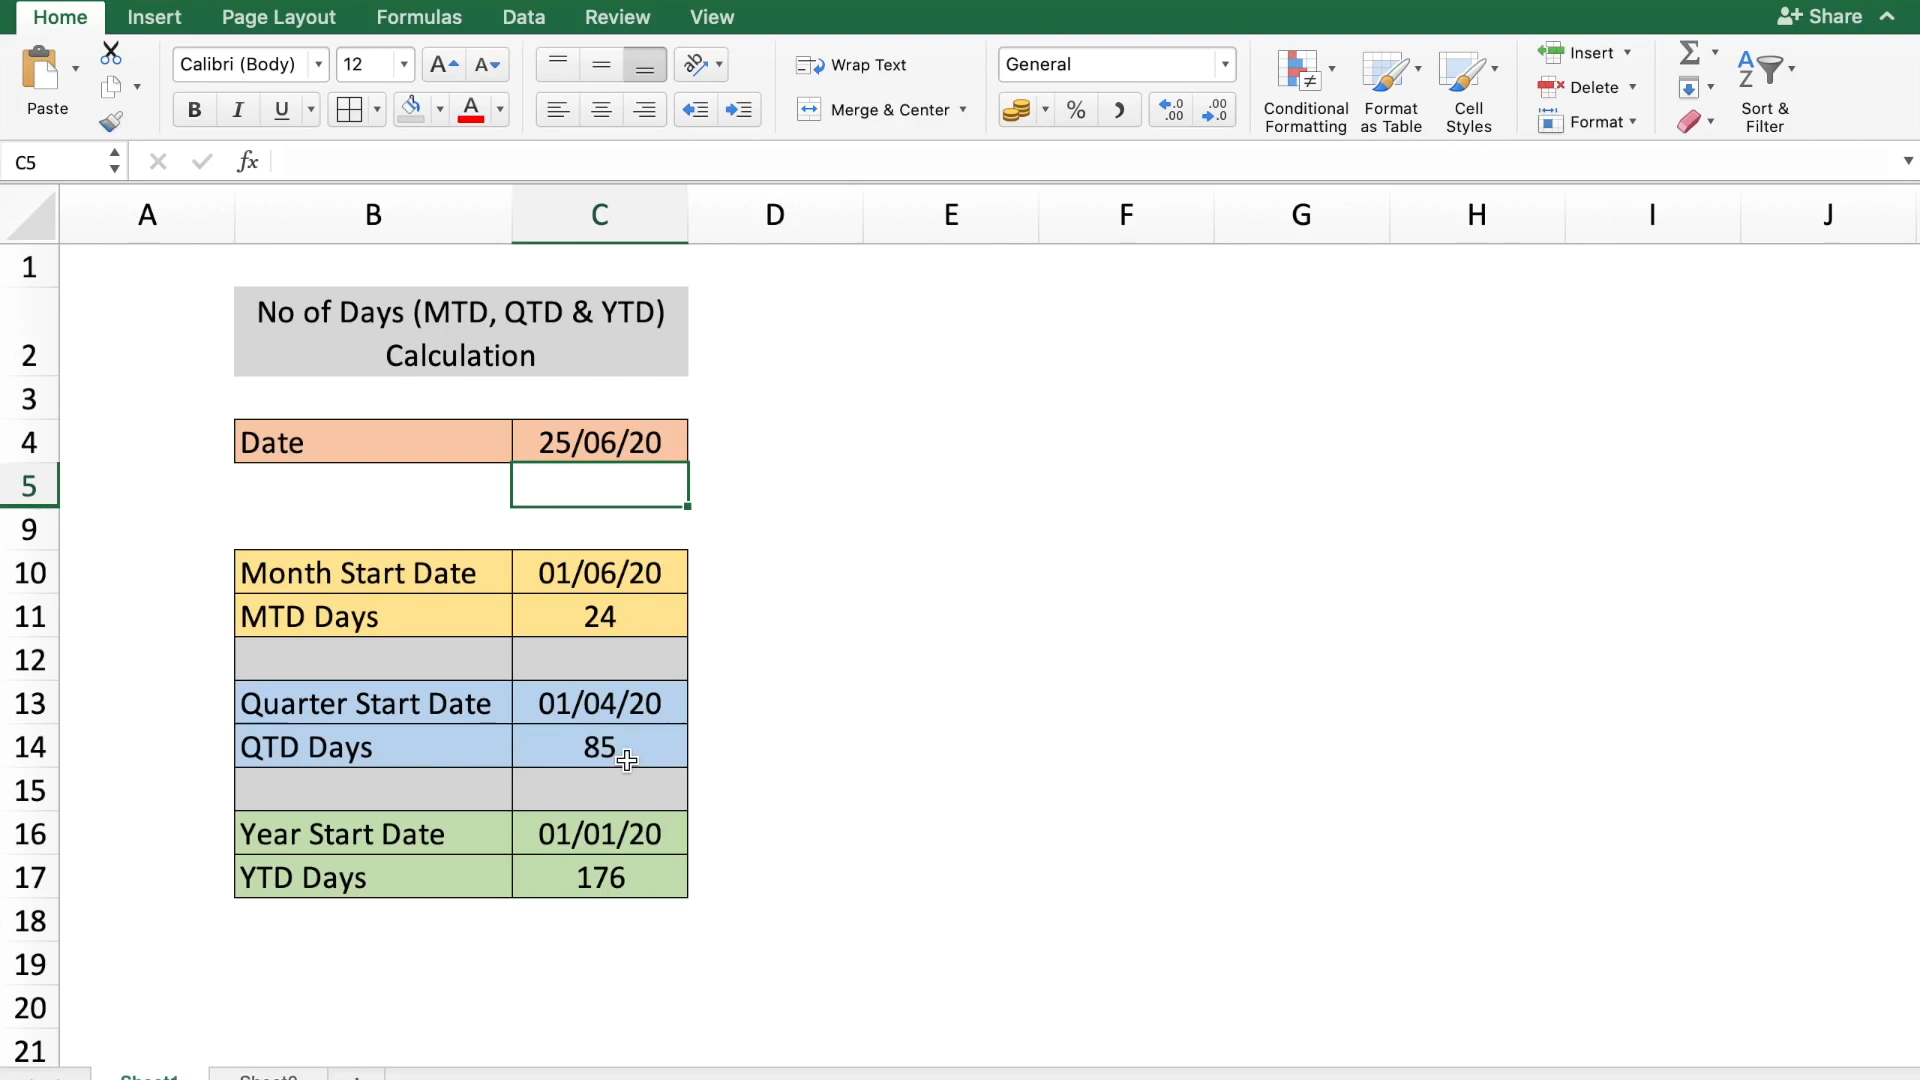 Home Insert Page Layout Formulas Data Review View Share
Calibri (Body) 12 Wrap Text General Insert
Paste Delete Sort & Filter
B I U A Merge & Center % Conditional Formatting Format as Table Cell Styles Format
C5 fx
A B C D E F G H I J
1
No of Days (MTD, QTD & YTD)
2 Calculation
3
4 Date 25/06/20
5
9
10 Month Start Date 01/06/20
11 MTD Days 24
12
13 Quarter Start Date 01/04/20
14 QTD Days 85
15
16 Year Start Date 01/01/20
17 YTD Days 176
18
19
20
21